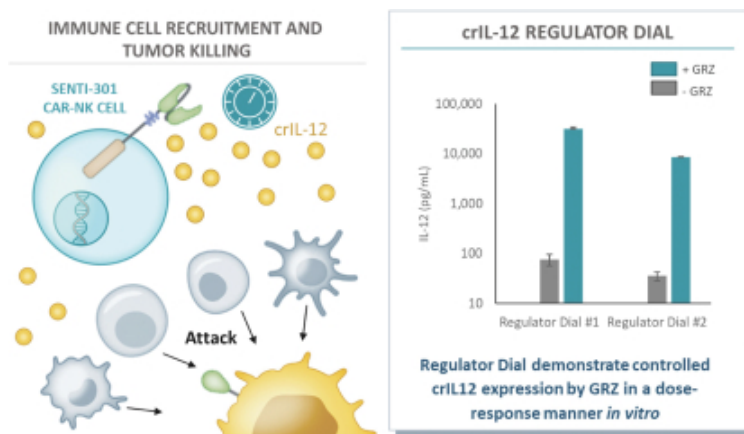 IMMUNE CELL RECRUITMENT AND
TUMOR KILLING
SENTI-301
CAR-NK CELL
crIL-12
Attack
crIL-12 REGULATOR DIAL
+ GRZ
- GRZ
100,000
10,000
1,000
100
10
IL-12 (pg/mL)
Regulator Dial #1 Regulator Dial #2
Regulator Dial demonstrate controlled
crIL12 expression by GRZ in a dose-
response manner in vitro